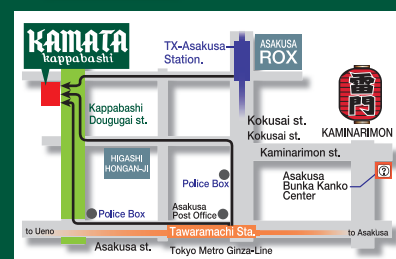 KAMATA
kappabashi
TX-Asakusa
Station.
ASAKUSA
ROX
雷門
KAMINARIMON
Kappabashi
Dougugai st.
Kokusai st.
Kokusai st.
Kaminarimon st.
HIGASHI
HONGAN-JI
Police Box
Asakusa
Bunka Kanko
Center
?
Police Box
Asakusa
Post Office
to Ueno
Tawaramachi Sta.
to Asakusa
Asakusa st.
Tokyo Metro Ginza-Line